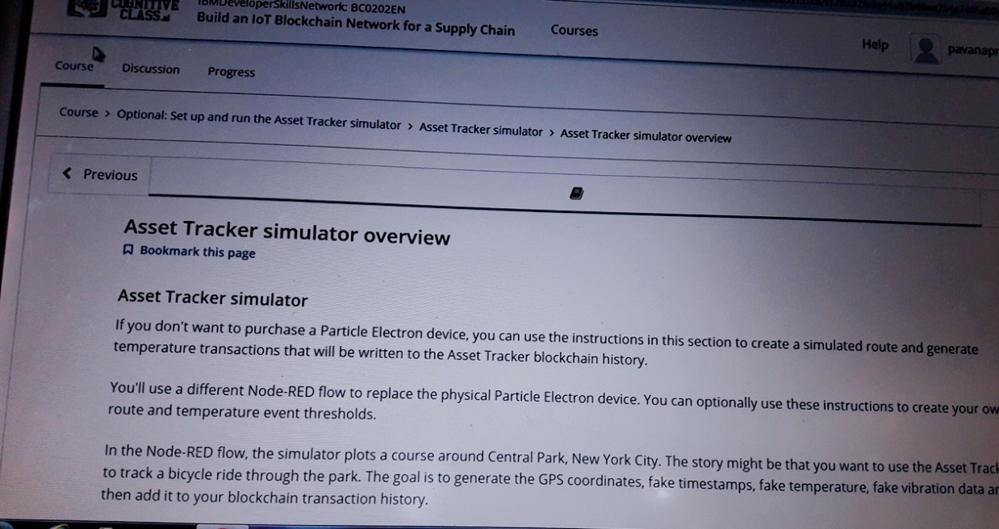 COGNITIVE
CLASS
IBMDeveloperSkillsNetwork: BC0202EN
Build an IoT Blockchain Network for a Supply Chain
Courses
Help
pavanapr
Course
Discussion
Progress
Course > Optional: Set up and run the Asset Tracker simulator > Asset Tracker simulator > Asset Tracker simulator overview
Previous
Asset Tracker simulator overview
Bookmark this page
Asset Tracker simulator
If you don't want to purchase a Particle Electron device, you can use the instructions in this section to create a simulated route and generate
temperature transactions that will be written to the Asset Tracker blockchain history.
You'll use a different Node-RED flow to replace the physical Particle Electron device. You can optionally use these instructions to create your ow
route and temperature event thresholds.
In the Node-RED flow, the simulator plots a course around Central Park, New York City. The story might be that you want to use the Asset Track
to track a bicycle ride through the park. The goal is to generate the GPS coordinates, fake timestamps, fake temperature, fake vibration data an
then add it to your blockchain transaction history.